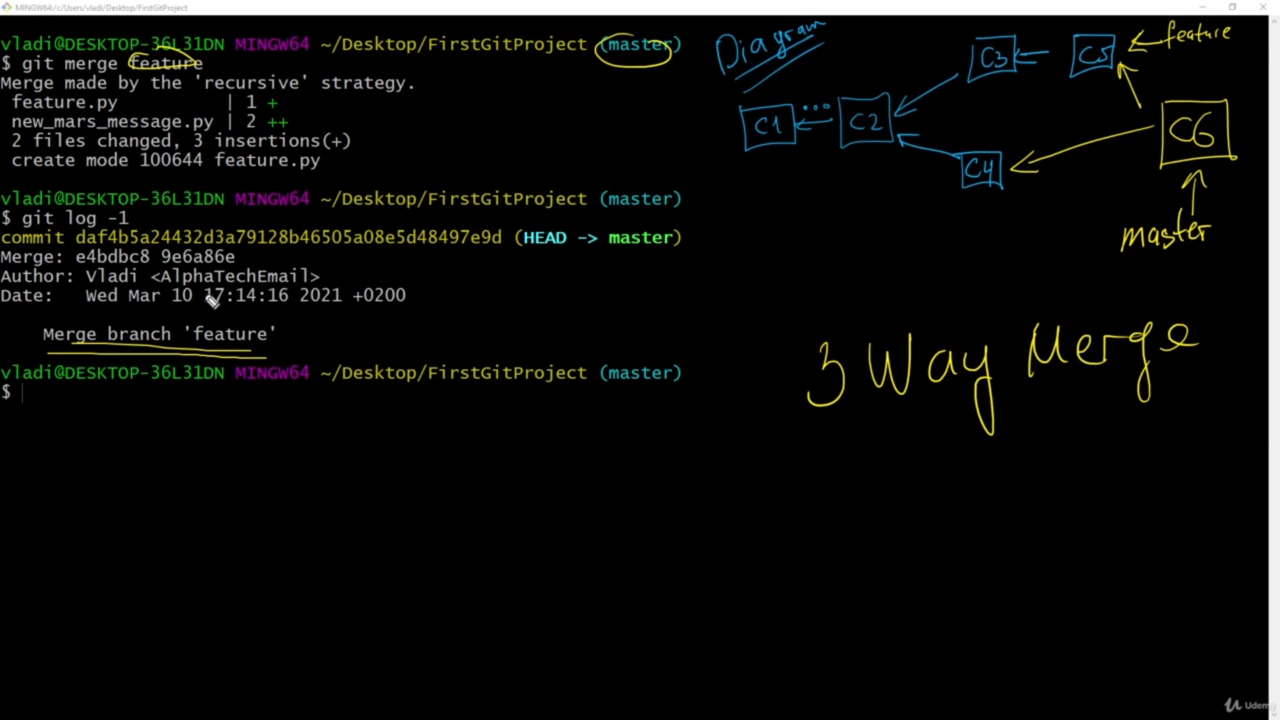 MINGW64:/c/Users/vladi/Desktop/FirstGitProject
vladi@DESKTOP-36L31DN MINGW64 ~/Desktop/FirstGitProject (master)
$ git merge feature
Merge made by the 'recursive' strategy.
 feature.py          | 1 +
 new_mars_message.py | 2 ++
 2 files changed, 3 insertions(+)
 create mode 100644 feature.py
vladi@DESKTOP-36L31DN MINGW64 ~/Desktop/FirstGitProject (master)
$ git log -1
commit daf4b5a24432d3a79128b46505a08e5d48497e9d (HEAD -> master)
Merge: e4bdbc8 9e6a86e
Author: Vladi <AlphaTechEmail>
Date:   Wed Mar 10 17:14:16 2021 +0200
    Merge branch 'feature'
vladi@DESKTOP-36L31DN MINGW64 ~/Desktop/FirstGitProject (master)
$
Diagram
C3 C5 feature
C1 ... C2 C6
C4
master
3 Way Merge
Udemy